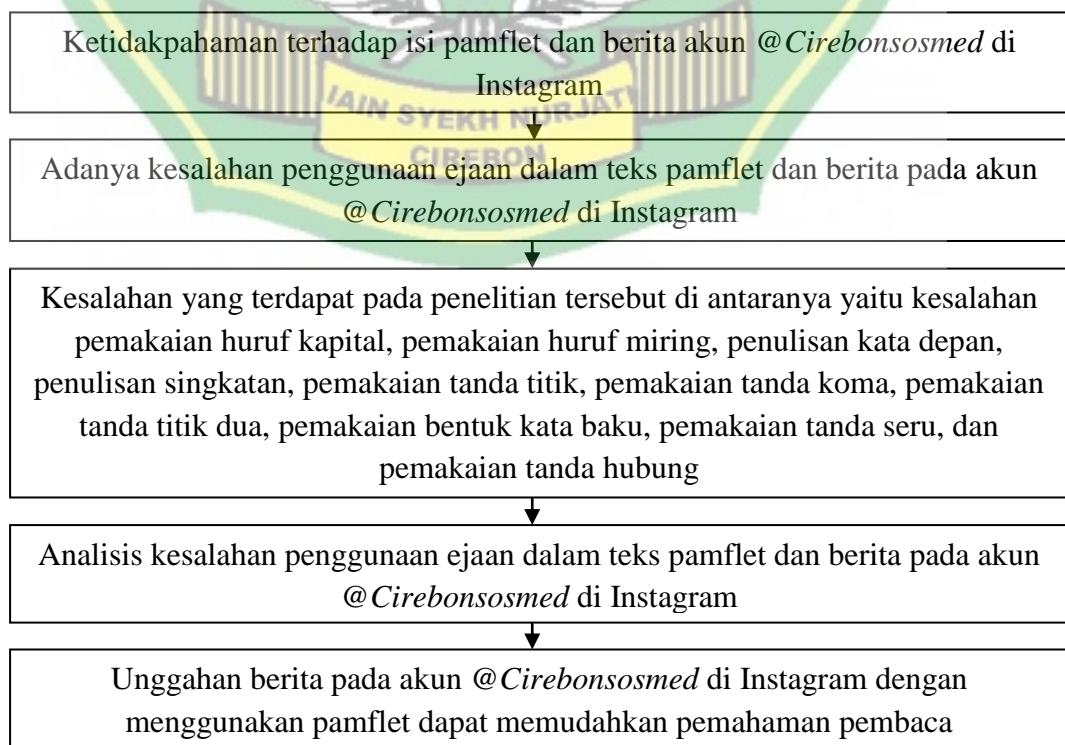 Ketidakpahaman terhadap isi pamflet dan berita akun @Cirebonsosmed di
Instagram
IAIN SYEKH NURJATI
CIREBON
Adanya kesalahan penggunaan ejaan dalam teks pamflet dan berita pada akun
@Cirebonsosmed di Instagram
Kesalahan yang terdapat pada penelitian tersebut di antaranya yaitu kesalahan
pemakaian huruf kapital, pemakaian huruf miring, penulisan kata depan,
penulisan singkatan, pemakaian tanda titik, pemakaian tanda koma, pemakaian
tanda titik dua, pemakaian bentuk kata baku, pemakaian tanda seru, dan
pemakaian tanda hubung
Analisis kesalahan penggunaan ejaan dalam teks pamflet dan berita pada akun
@Cirebonsosmed di Instagram
Unggahan berita pada akun @Cirebonsosmed di Instagram dengan
menggunakan pamflet dapat memudahkan pemahaman pembaca